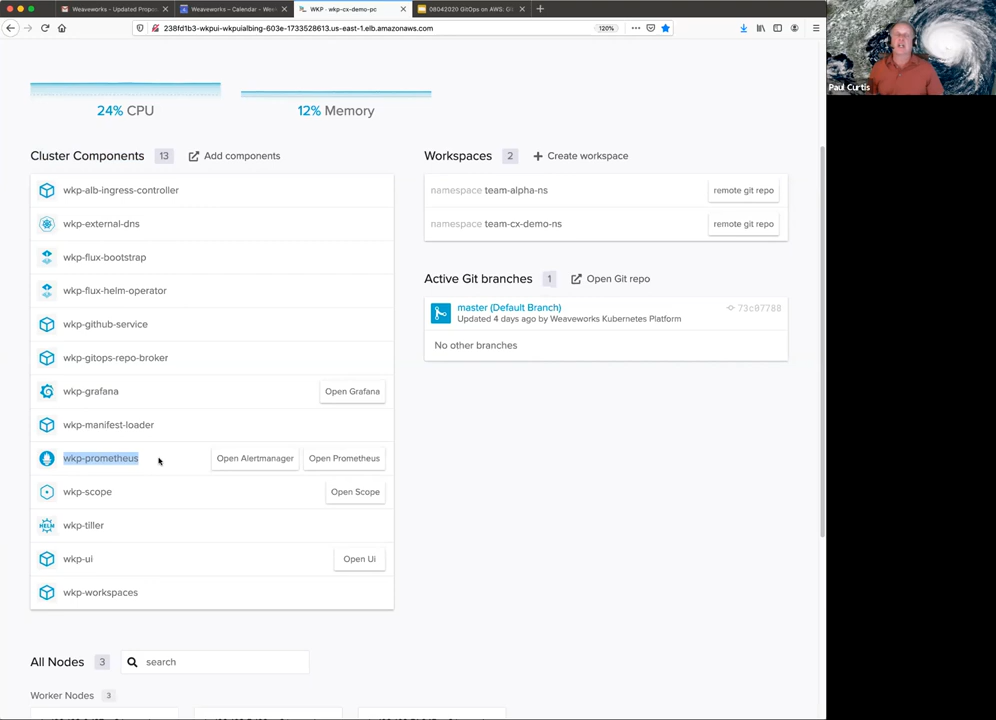 Weaveworks - Updated Propos
Weaveworks - Calendar - Wee
WKP - wkp-cx-demo-pc
08042020 GitOps on AWS: Gi
238fd1b3-wkpui-wkpuialbing-603e-1733528613.us-east-1.elb.amazonaws.com
120%
Paul Curtis
24% CPU
12% Memory
Cluster Components 13 Add components
wkp-alb-ingress-controller
wkp-external-dns
wkp-flux-bootstrap
wkp-flux-helm-operator
wkp-github-service
wkp-gitops-repo-broker
wkp-grafana Open Grafana
wkp-manifest-loader
wkp-prometheus Open Alertmanager Open Prometheus
wkp-scope Open Scope
HELM wkp-tiller
wkp-ui Open Ui
wkp-workspaces
Workspaces 2 Create workspace
namespace team-alpha-ns remote git repo
namespace team-cx-demo-ns remote git repo
Active Git branches 1 Open Git repo
master (Default Branch) 73c07788
Updated 4 days ago by Weaveworks Kubernetes Platform
No other branches
All Nodes 3 search
Worker Nodes 3